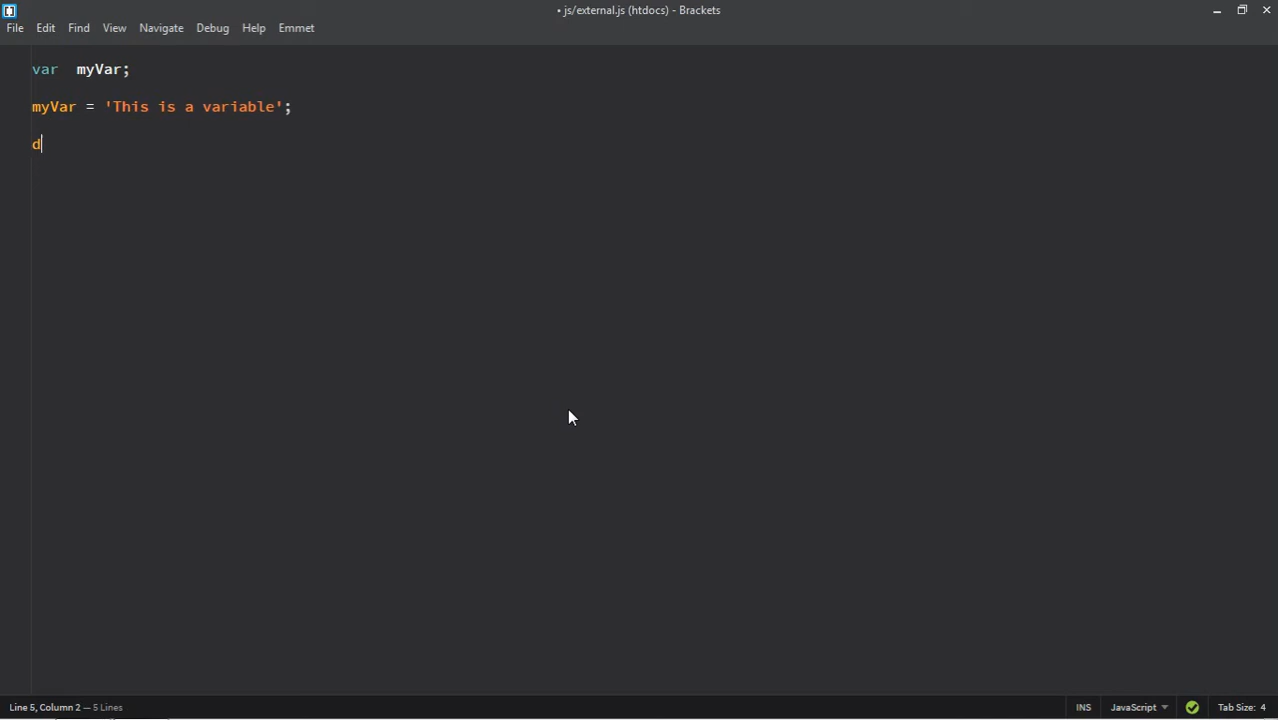 • js/external.js (htdocs) - Brackets
File Edit Find View Navigate Debug Help Emmet
var  myVar;
myVar = 'This is a variable';
d
Line 5, Column 2 — 5 Lines
INS JavaScript Tab Size: 4